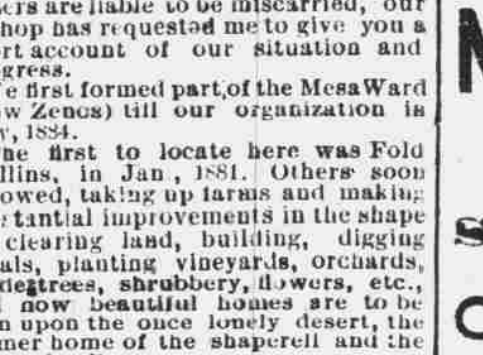 ers are liable to be miscarried, our
hop has requested me to give you a
rt account of our situation and
gress.
e first formed part of the Mesa Ward
w Zenos) till our organization in
, 1884.
he first to locate here was Fold
llins, in Jan., 1881. Others soon
owed, taking up farms and making
tantial improvements in the shape
clearing land, building, digging
als, planting vineyards, orchards,
detrees, shrubbery, flowers, etc.,
now beautiful homes are to be
n upon the once lonely desert, the
mer home of the shaperell and the